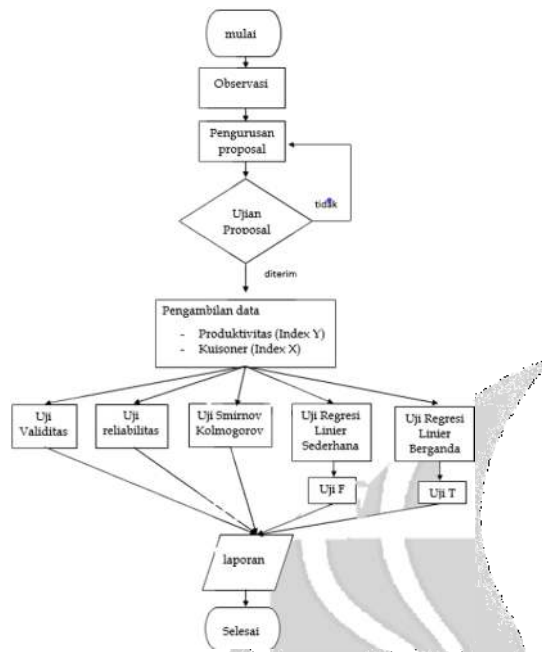 mulai
Observasi
Pengurusan
proposal
Ujian
Proposal
tidak
diterim
Pengambilan data
- Produktivitas (Index Y)
- Kuisoner (Index X)
Uji
Validitas
Uji
reliabilitas
Uji Smirnov
Kolmogorov
Uji Regresi
Linier
Sederhana
Uji Regresi
Linier
Berganda
Uji F
Uji T
laporan
Selesai